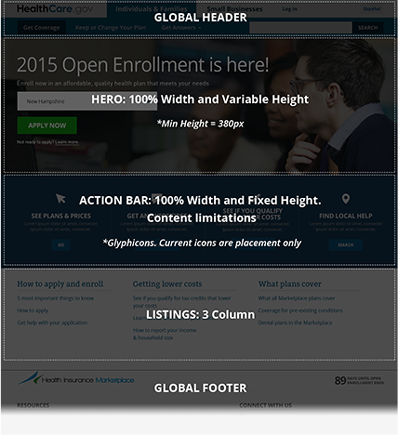 HealthCare.gov Individuals & Families Small Businesses Log in Español
GLOBAL HEADER
Get Coverage Keep or Change Your Plan Get Answers SEARCH
2015 Open Enrollment is here!
Enroll now in an affordable, quality health plan that meets your needs
New Hampshire
HERO: 100% Width and Variable Height
APPLY NOW
*Min Height = 380px
Not ready to apply? Learn more.
ACTION BAR: 100% Width and Fixed Height.
Content limitations
SEE PLANS & PRICES
SEE IF YOU QUALIFY
FIND LOCAL HELP
*Glyphicons. Current icons are placement only
GO
SEARCH
How to apply and enroll
5 most important things to know
How to apply
Get help with your application
Getting lower costs
See if you qualify for tax credits that lower
your costs
How to report your income
& household size
What plans cover
What all Marketplace plans cover
Coverage for pre-existing conditions
Dental plans in the Marketplace
LISTINGS: 3 Column
Health Insurance Marketplace
89 DAYS UNTIL OPEN
ENROLLMENT ENDS
GLOBAL FOOTER
RESOURCES
CONNECT WITH US